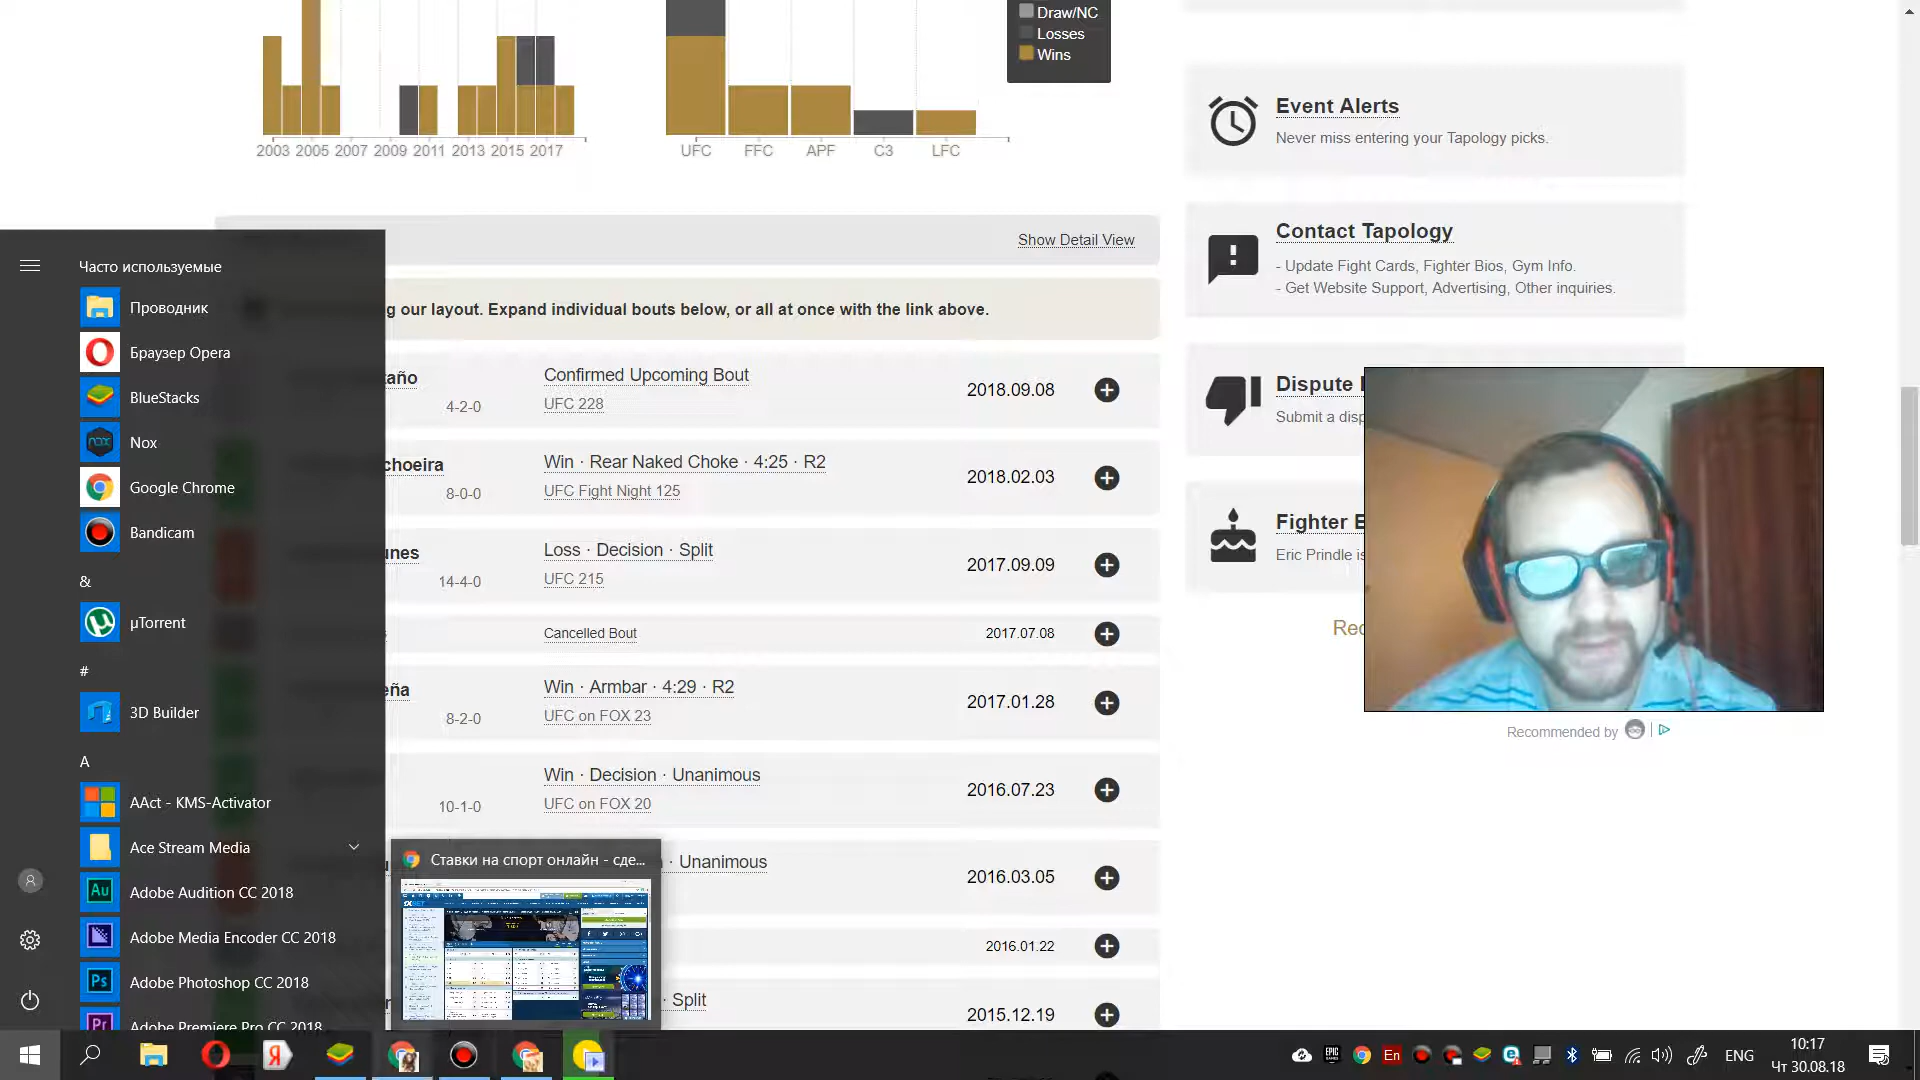 Draw/NC
Losses
Wins
2003 2005 2007 2009 2011 2013 2015 2017
UFC FFC APF C3 LFC
Event Alerts
Never miss entering your Tapology picks.
Contact Tapology
- Update Fight Cards, Fighter Bios, Gym Info.
- Get Website Support, Advertising, Other inquiries.
Dispute
Submit a disp
Fighter
Eric Prindle is
Rec
Recommended by
Show Detail View
g our layout. Expand individual bouts below, or all at once with the link above.
año
4-2-0
Confirmed Upcoming Bout
UFC 228
2018.09.08
choeira
8-0-0
Win · Rear Naked Choke · 4:25 · R2
UFC Fight Night 125
2018.02.03
unes
14-4-0
Loss · Decision · Split
UFC 215
2017.09.09
Cancelled Bout
2017.07.08
eña
8-2-0
Win · Armbar · 4:29 · R2
UFC on FOX 23
2017.01.28
10-1-0
Win · Decision · Unanimous
UFC on FOX 20
2016.07.23
· Unanimous
2016.03.05
2016.01.22
· Split
2015.12.19
Часто используемые
Проводник
Браузер Opera
BlueStacks
Nox
Google Chrome
Bandicam
&
µTorrent
#
3D Builder
A
AAct - KMS-Activator
Ace Stream Media
Adobe Audition CC 2018
Adobe Media Encoder CC 2018
Adobe Photoshop CC 2018
Adobe Premiere Pro CC 2018
Ставки на спорт онлайн - сде...
ENG
10:17
Чт 30.08.18